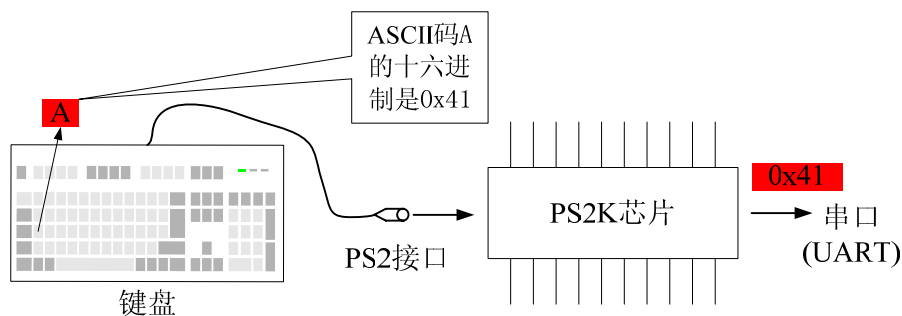 ASCII码A
的十六进
制是0x41
A
0x41
PS2K芯片
串口
(UART)
PS2接口
键盘